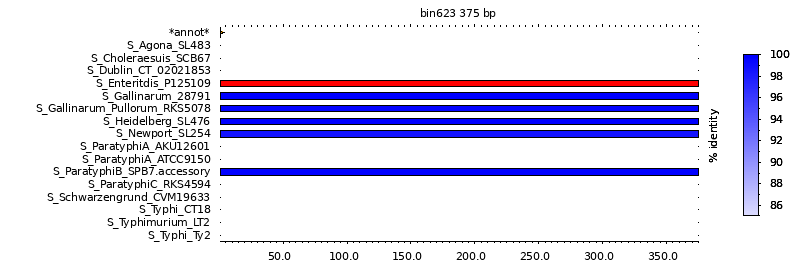 bin623 375 bp
*annot*
S_Agona_SL483
S_Choleraesuis_SCB67
S_Dublin_CT_02021853
S_Enteritdis_P125109
S_Gallinarum_28791
S_Gallinarum_Pullorum_RKS5078
S_Heidelberg_SL476
S_Newport_SL254
S_ParatyphiA_AKU12601
S_ParatyphiA_ATCC9150
S_ParatyphiB_SPB7.accessory
S_ParatyphiC_RKS4594
S_Schwarzengrund_CVM19633
S_Typhi_CT18
S_Typhimurium_LT2
S_Typhi_Ty2
50.0 100.0 150.0 200.0 250.0 300.0 350.0
% identity
100
98
96
94
92
90
88
86